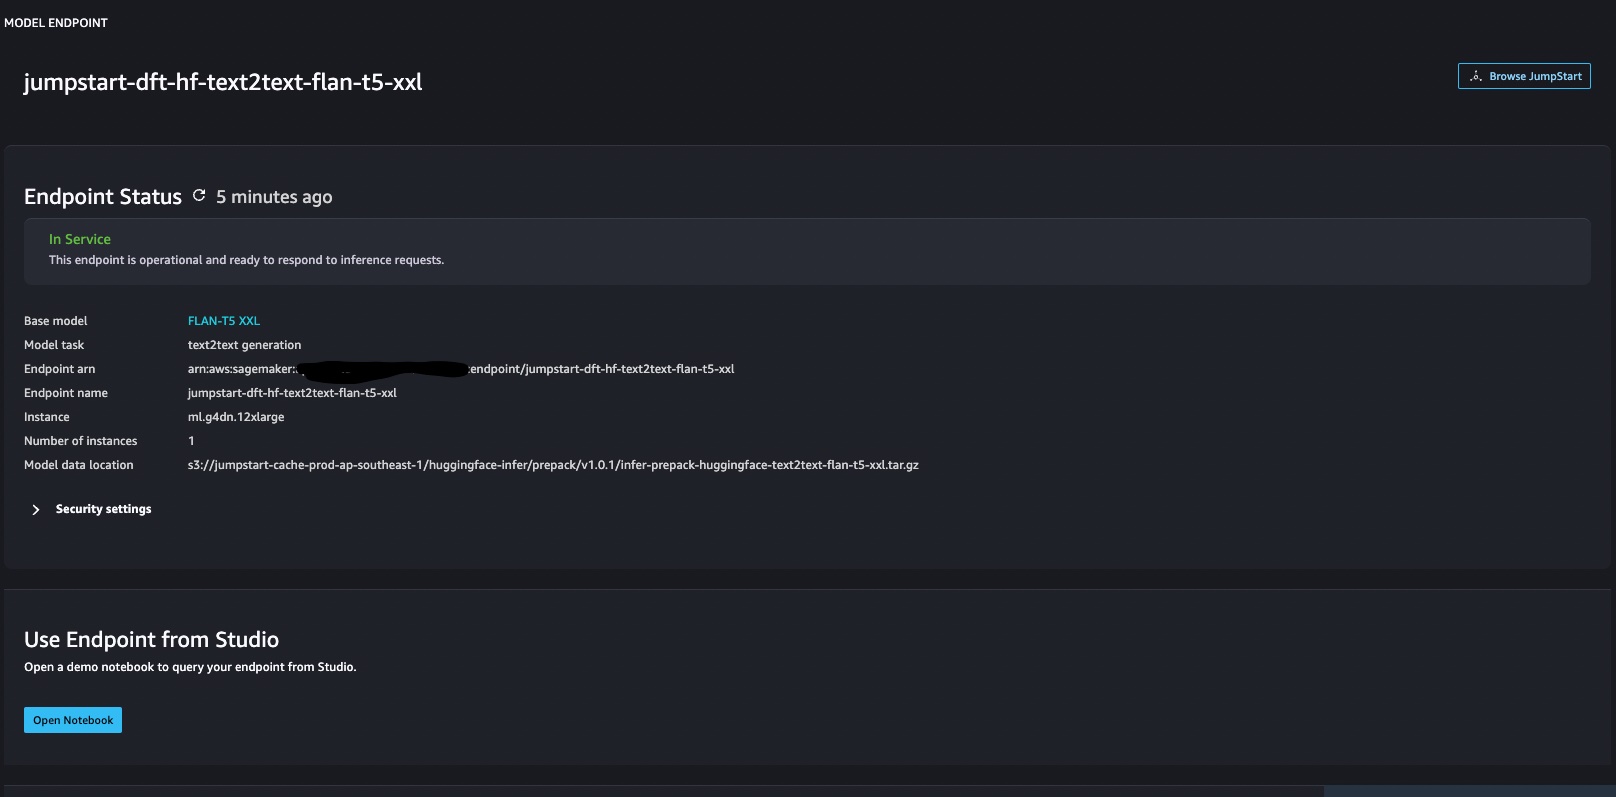 MODEL ENDPOINT
jumpstart-dft-hf-text2text-flan-t5-xxl
Browse JumpStart
Endpoint Status 5 minutes ago
In Service
This endpoint is operational and ready to respond to inference requests.
Base model FLAN-T5 XXL
Model task text2text generation
Endpoint arn arn:aws:sagemaker: :endpoint/jumpstart-dft-hf-text2text-flan-t5-xxl
Endpoint name jumpstart-dft-hf-text2text-flan-t5-xxl
Instance ml.g4dn.12xlarge
Number of instances 1
Model data location s3://jumpstart-cache-prod-ap-southeast-1/huggingface-infer/prepack/v1.0.1/infer-prepack-huggingface-text2text-flan-t5-xxl.tar.gz
Security settings
Use Endpoint from Studio
Open a demo notebook to query your endpoint from Studio.
Open Notebook